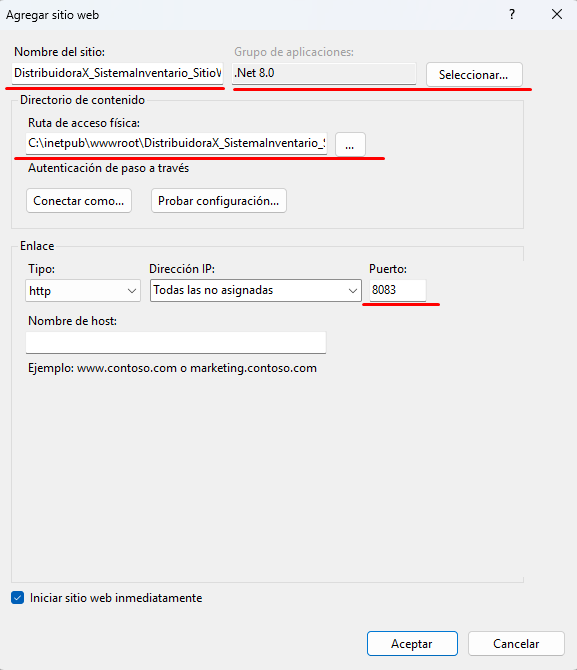 Agregar sitio web
? ×
Nombre del sitio: Grupo de aplicaciones:
DistribuidoraX_SistemaInventario_Sitio .Net 8.0 Seleccionar...
Directorio de contenido
Ruta de acceso física:
C:\inetpub\wwwroot\DistribuidoraX_SistemaInventario_ ...
Autenticación de paso a través
Conectar como... Probar configuración...
Enlace
Tipo: Dirección IP: Puerto:
http Todas las no asignadas 8083
Nombre de host:
Ejemplo: www.contoso.com o marketing.contoso.com
Iniciar sitio web inmediatamente
Aceptar Cancelar